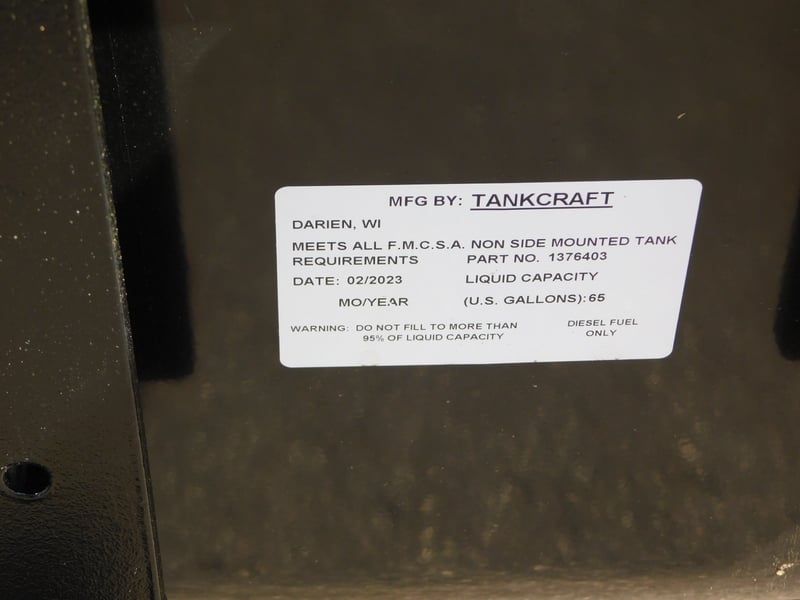 MFG BY: TANKCRAFT
DARIEN, WI
MEETS ALL F.M.C.S.A. NON SIDE MOUNTED TANK
REQUIREMENTS PART NO. 1376403
DATE: 02/2023 LIQUID CAPACITY
MO/YEAR (U.S. GALLONS): 65
WARNING: DO NOT FILL TO MORE THAN DIESEL FUEL
95% OF LIQUID CAPACITY ONLY